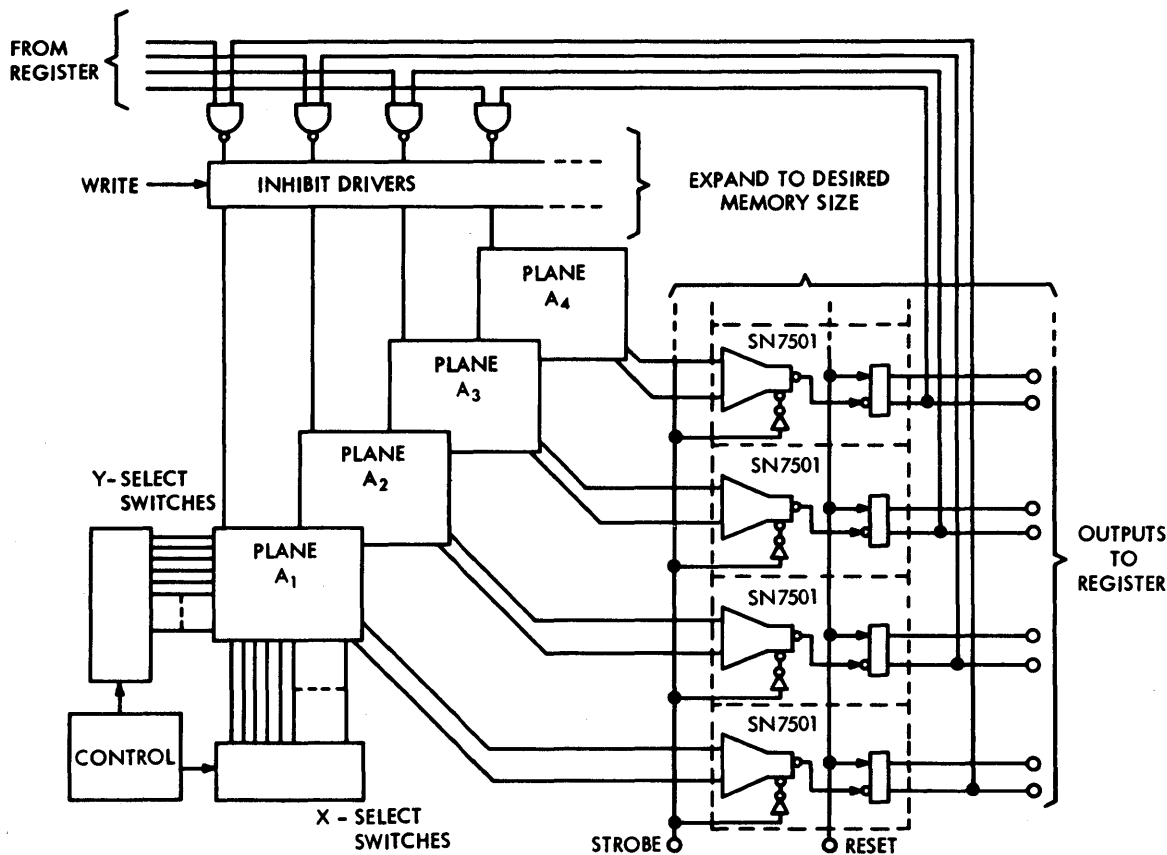 FROM
REGISTER
WRITE
INHIBIT DRIVERS
EXPAND TO DESIRED
MEMORY SIZE
PLANE
A4
PLANE
A3
PLANE
A2
PLANE
A1
SN7501
SN7501
SN7501
SN7501
Y-SELECT
SWITCHES
OUTPUTS
TO
REGISTER
CONTROL
X - SELECT
SWITCHES
STROBE
RESET